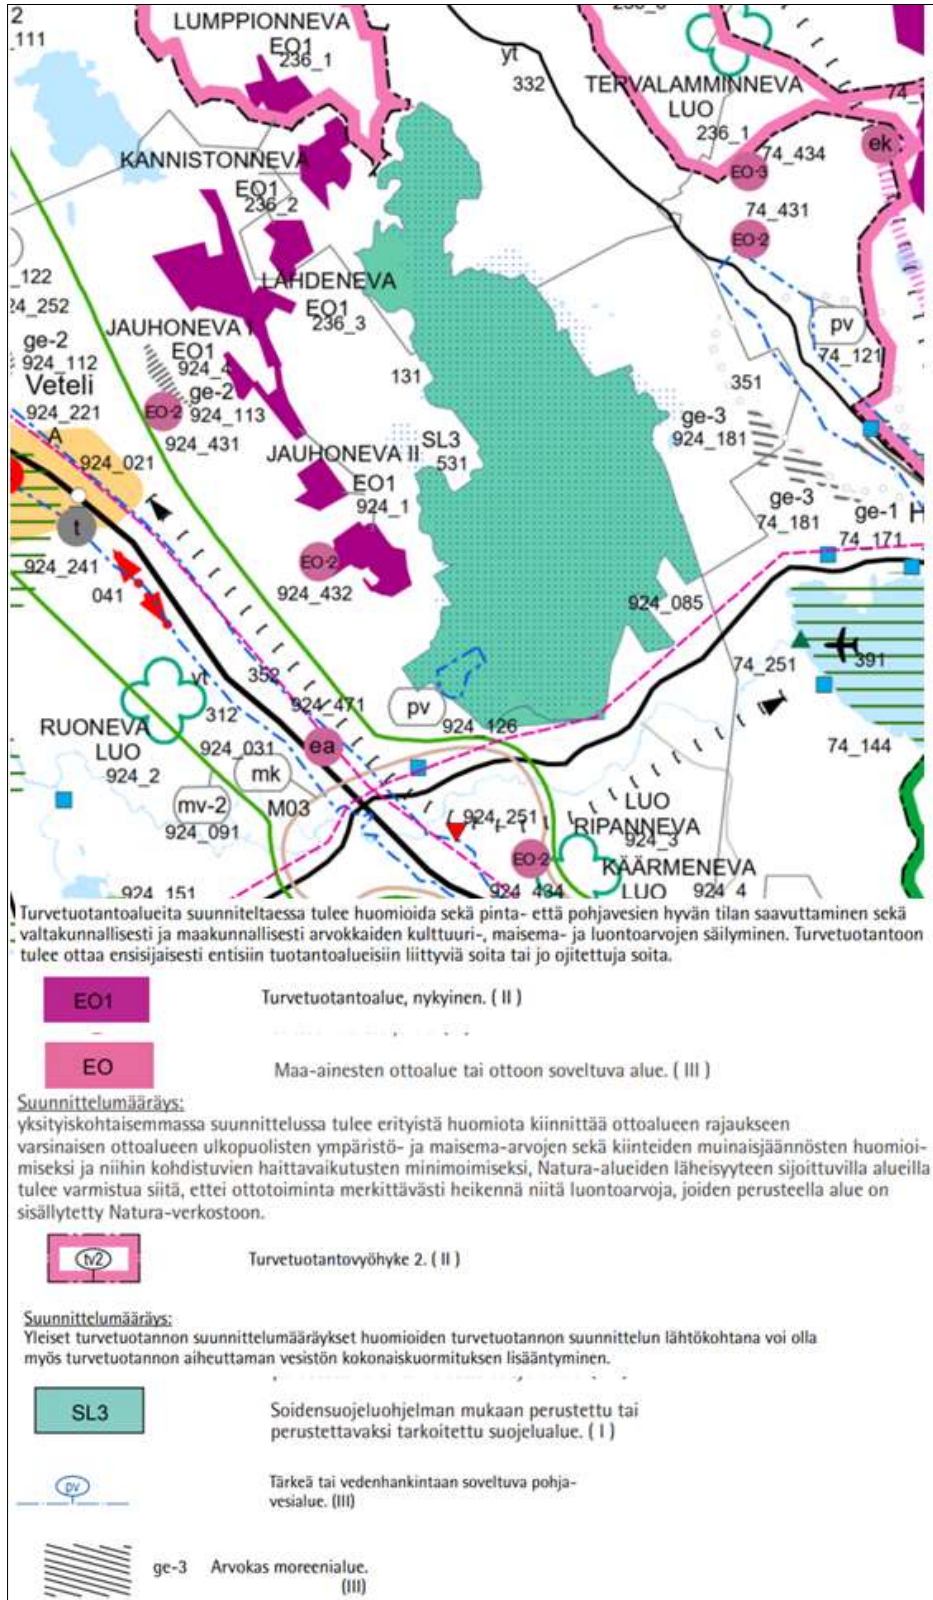 2
_111
LUMPPIONNEVA
EO1
236_1
yt
332
TERVALAMMINNEVA
LUO
236_1
74_
74_434
ek
EO-3
KANNISTONNEVA
EO1
236_2
74_431
EO-2
_122
24_252
LÄHDENEVA
EO1
236_3
pv
74_121
ge-2
924_112
JAUHONEVA I
EO1
924_4
Veteli
924_221
A
ge-2
EO-2
924_113
924_431
131
351
ge-3
924_181
924_021
JAUHONEVA II
EO1
924_1
SL3
531
ge-3
74_181
ge-1
H
74_171
t
924_241
041
EO-2
924_432
924_085
74_251
391
vt
312
352
924_471
pv
924_126
RUONEVA
LUO
924_2
924_031
ea
mk
74_144
mv-2
M03
924_091
924_251
LUO
RIPANNEVA
924_3
EO-2
KÄÄRMENEVA
LUO
924_4
924_151
924_434
Turvetuotantoalueita suunniteltaessa tulee huomioida sekä pinta- että pohjavesien hyvän tilan saavuttaminen sekä
valtakunnallisesti ja maakunnallisesti arvokkaiden kulttuuri-, maisema- ja luontoarvojen säilyminen. Turvetuotantoon
tulee ottaa ensisijaisesti entisiin tuotantoalueisiin liittyviä soita tai jo ojitettuja soita.
EO1 Turvetuotantoalue, nykyinen. ( II )
EO Maa-ainesten ottoalue tai ottoon soveltuva alue. ( III )
Suunnittelumääräys:
yksityiskohtaisemmassa suunnittelussa tulee erityistä huomiota kiinnittää ottoalueen rajaukseen
varsinaisen ottoalueen ulkopuolisten ympäristö- ja maisema-arvojen sekä kiinteiden muinaisjäännösten huomioi-
miseksi ja niihin kohdistuvien haittavaikutusten minimoimiseksi, Natura-alueiden läheisyyteen sijoittuvilla alueilla
tulee varmistua siitä, ettei ottotoiminta merkittävästi heikennä niitä luontoarvoja, joiden perusteella alue on
sisällytetty Natura-verkostoon.
tv2 Turvetuotantovyöhyke 2. ( II )
Suunnittelumääräys:
Yleiset turvetuotannon suunnittelumääräykset huomioiden turvetuotannon suunnittelun lähtökohtana voi olla
myös turvetuotannon aiheuttaman vesistön kokonaiskuormituksen lisääntyminen.
SL3 Soidensuojeluohjelman mukaan perustettu tai
perustettavaksi tarkoitettu suojelualue. ( I )
pv Tärkeä tai vedenhankintaan soveltuva pohja-
vesialue. (III)
ge-3 Arvokas moreenialue.
(III)